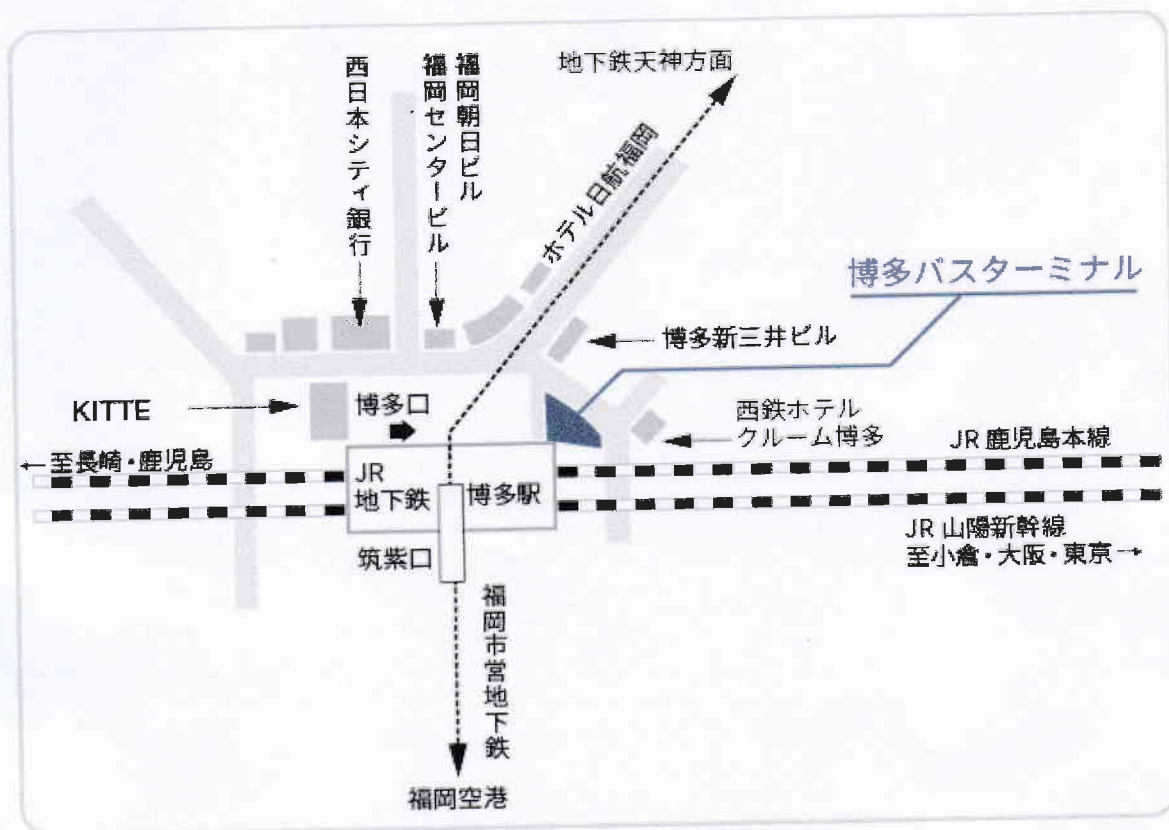 西日本シティ銀行
福岡センタービル
福岡朝日ビル
地下鉄天神方面
ホテル日航福岡
博多バスターミナル
博多新三井ビル
KITTE
博多口
西鉄ホテル
クルーム博多
JR 鹿児島本線
←至長崎・鹿児島
JR
地下鉄
博多駅
JR 山陽新幹線
至小倉・大阪・東京→
筑紫口
福岡市営地下鉄
福岡空港